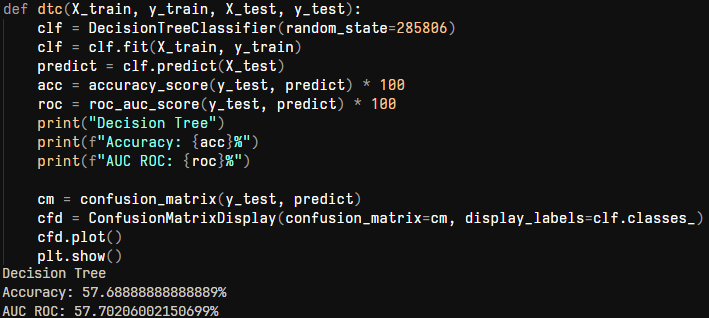 def dtc(X_train, y_train, X_test, y_test):
    clf = DecisionTreeClassifier(random_state=285806)
    clf = clf.fit(X_train, y_train)
    predict = clf.predict(X_test)
    acc = accuracy_score(y_test, predict) * 100
    roc = roc_auc_score(y_test, predict) * 100
    print("Decision Tree")
    print(f"Accuracy: {acc}%")
    print(f"AUC ROC: {roc}%")
    cm = confusion_matrix(y_test, predict)
    cfd = ConfusionMatrixDisplay(confusion_matrix=cm, display_labels=clf.classes_)
    cfd.plot()
    plt.show()
Decision Tree
Accuracy: 57.68888888888889%
AUC ROC: 57.70206002150699%